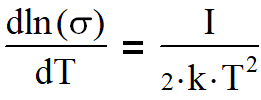 dln(σ)/dT = I/(2·k·T²)